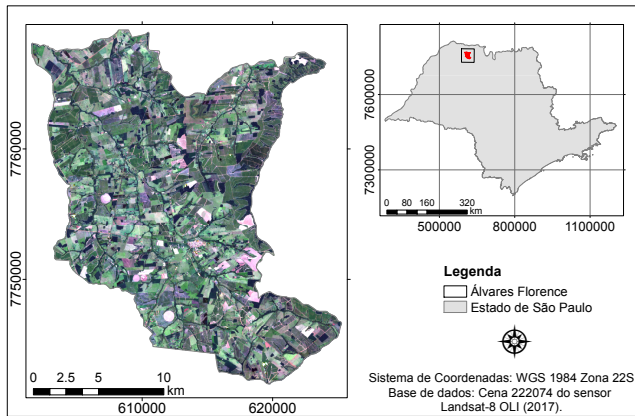 7760000
7750000
0 2.5 5 10
km
610000 620000
7600000
7300000
0 80 160 320
km
500000 800000 1100000
Legenda
Álvares Florence
Estado de São Paulo
Sistema de Coordenadas: WGS 1984 Zona 22S
Base de dados: Cena 222074 do sensor
Landsat-8 OLI (2017).